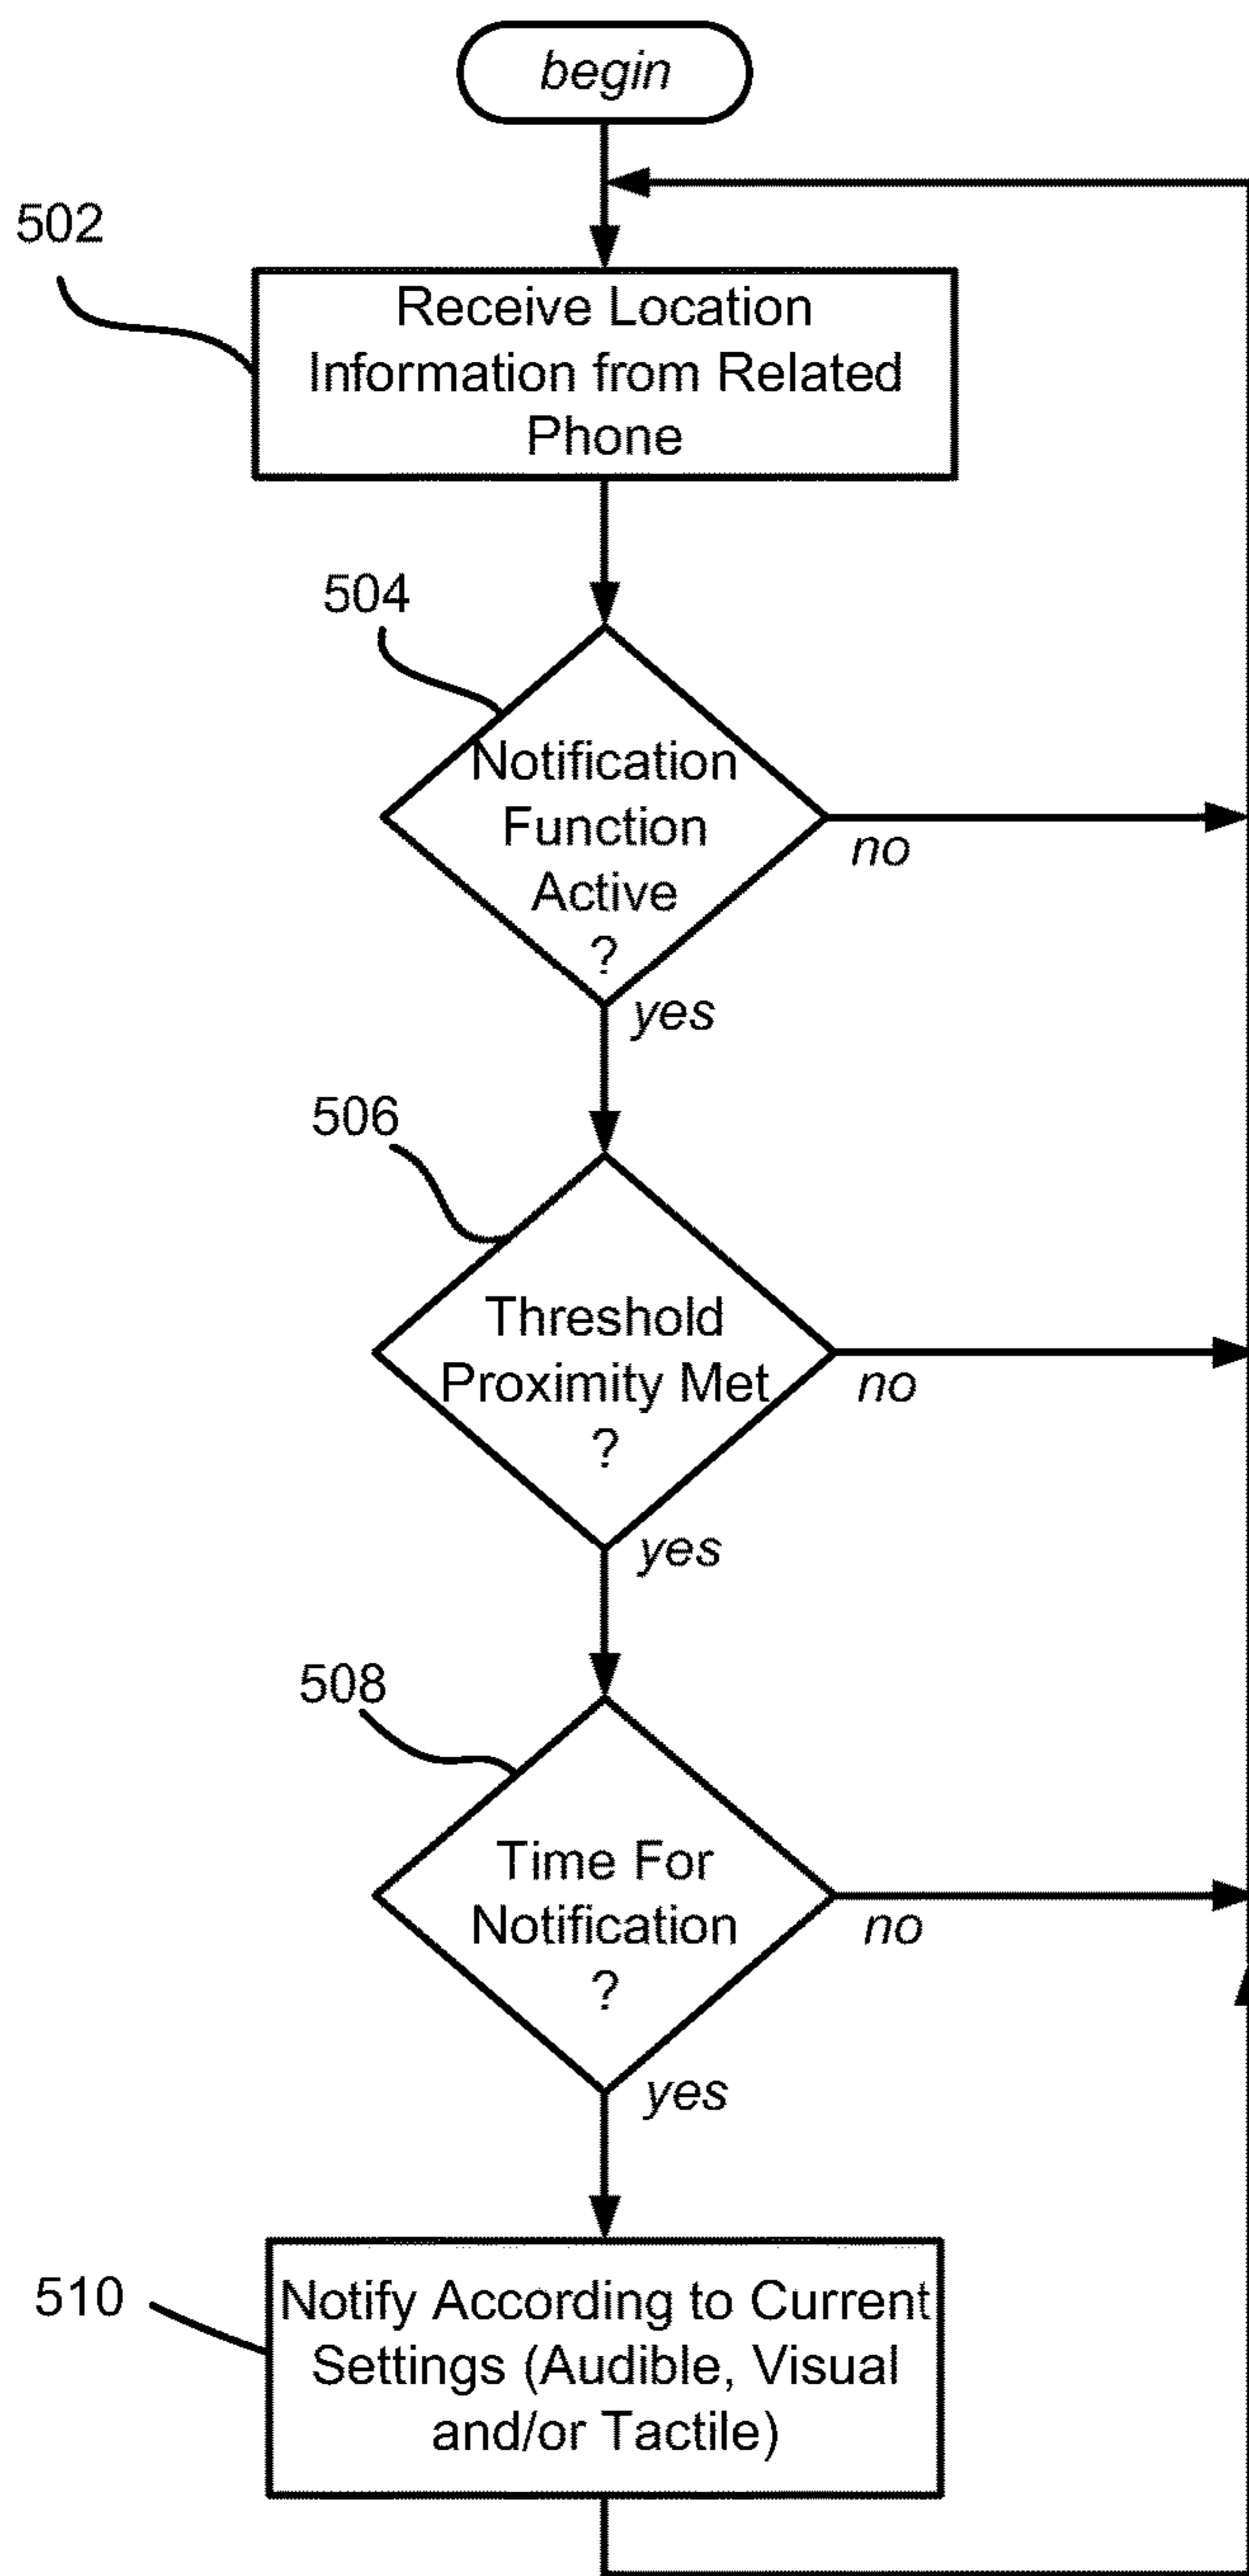 begin
502
Receive Location
Information from Related
Phone
504
Notification
Function
Active
?
no
yes
506
Threshold
Proximity Met
?
no
yes
508
Time For
Notification
?
no
yes
510
Notify According to Current
Settings (Audible, Visual
and/or Tactile)